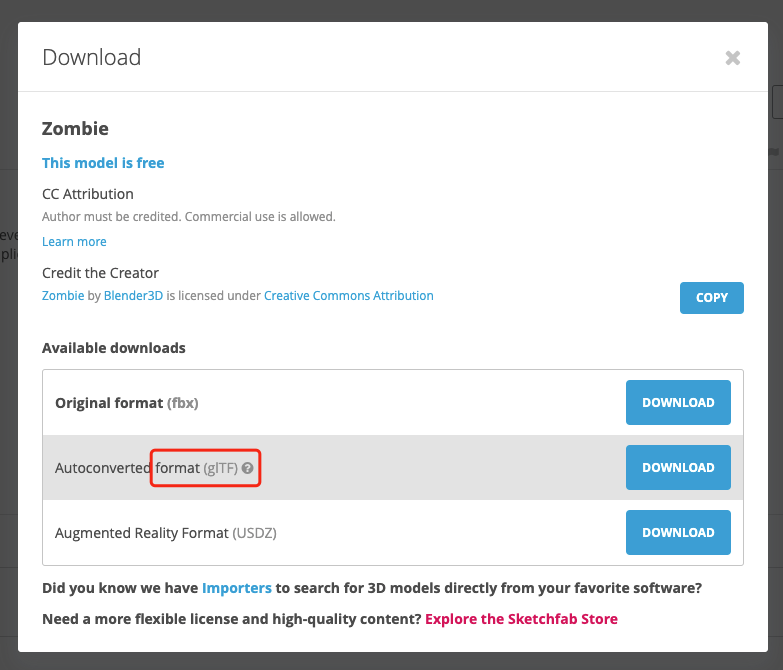 Download
Zombie
This model is free
CC Attribution
Author must be credited. Commercial use is allowed.
Learn more
Credit the Creator
Zombie by Blender3D is licensed under Creative Commons Attribution
COPY
Available downloads
Original format (fbx)
DOWNLOAD
Autoconverted format (glTF) ?
DOWNLOAD
Augmented Reality Format (USDZ)
DOWNLOAD
Did you know we have Importers to search for 3D models directly from your favorite software?
Need a more flexible license and high-quality content? Explore the Sketchfab Store